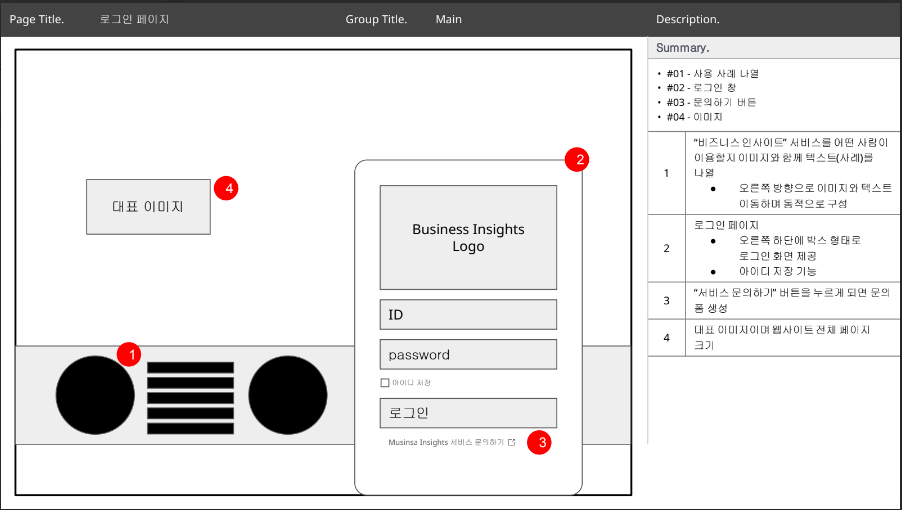 Page Title. 로그인 페이지 Group Title. Main Description.
Summary.
• #01 - 사용 사례 나열
• #02 - 로그인 창
• #03 - 문의하기 버튼
• #04 - 이미지
1
“비즈니스 인사이드” 서비스를 어떤 사람이
이용할지 이미지와 함께 텍스트(사례)를
나열
● 오른쪽 방향으로 이미지와 텍스트
이동하며 동적으로 구성
2
로그인 페이지
● 오른쪽 하단에 박스 형태로
로그인 화면 제공
● 아이디 저장 기능
3
“서비스 문의하기” 버튼을 누르게 되면 문의
폼 생성
4
대표 이미지이며 웹사이트 전체 페이지
크기
2
4
대표 이미지
Business Insights
Logo
ID
1
password
아이디 저장
로그인
Musinsa Insights 서비스 문의하기
3